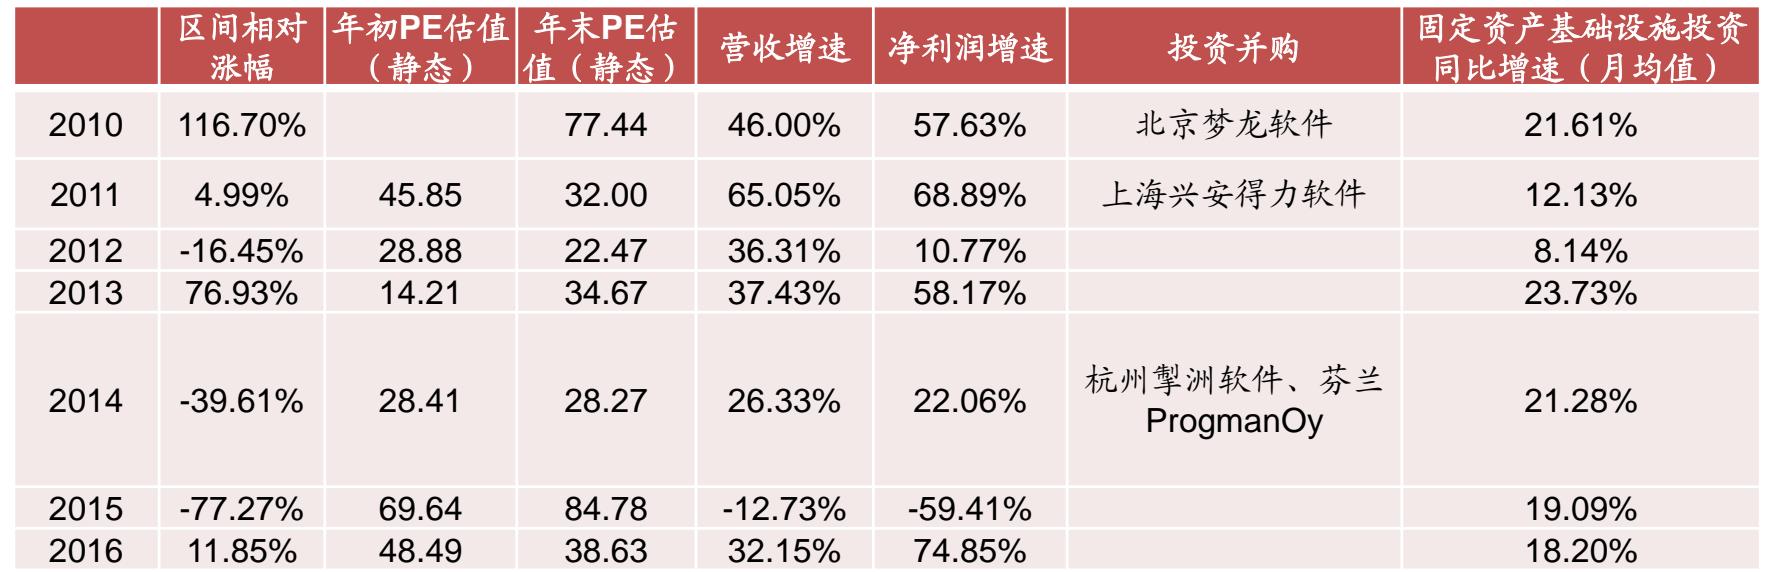 区间相对涨幅 年初PE估值（静态） 年末PE估值（静态） 营收增速 净利润增速 投资并购 固定资产基础设施投资同比增速（月均值）
2010 116.70% 77.44 46.00% 57.63% 北京梦龙软件 21.61%
2011 4.99% 45.85 32.00 65.05% 68.89% 上海兴安得力软件 12.13%
2012 -16.45% 28.88 22.47 36.31% 10.77% 8.14%
2013 76.93% 14.21 34.67 37.43% 58.17% 23.73%
2014 -39.61% 28.41 28.27 26.33% 22.06% 杭州擎洲软件、芬兰ProgmanOy 21.28%
2015 -77.27% 69.64 84.78 -12.73% -59.41% 19.09%
2016 11.85% 48.49 38.63 32.15% 74.85% 18.20%